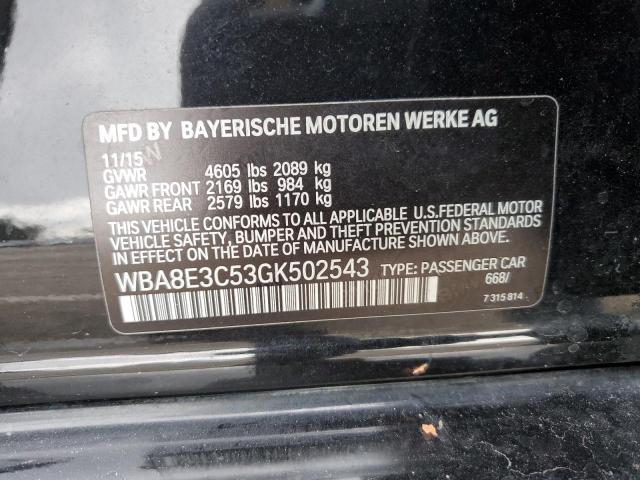 MFD BY BAYERISCHE MOTOREN WERKE AG
11/15
GVWR 4605 lbs 2089 kg
GAWR FRONT 2169 lbs 984 kg
GAWR REAR 2579 lbs 1170 kg
THIS VEHICLE CONFORMS TO ALL APPLICABLE U.S.FEDERAL MOTOR
VEHICLE SAFETY, BUMPER AND THEFT PREVENTION STANDARDS
IN EFFECT ON THE DATE OF MANUFACTURE SHOWN ABOVE.
WBA8E3C53GK502543 TYPE: PASSENGER CAR
668/
7 315 814